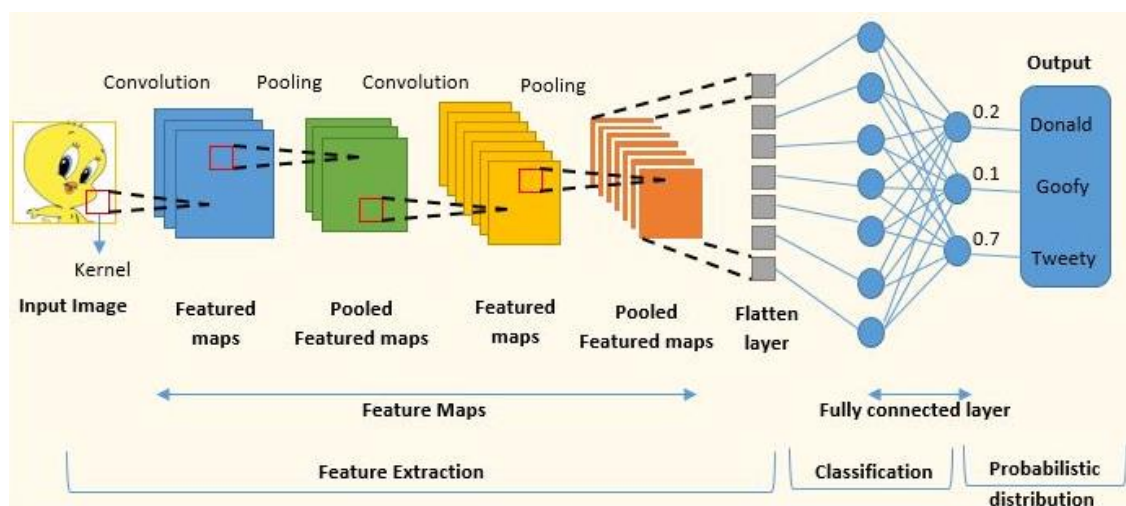 Convolution
Pooling
Convolution
Pooling
Output
0.2
Donald
0.1
Goofy
0.7
Tweety
Kernel
Input Image
Featured
maps
Pooled
Featured maps
Featured
maps
Pooled
Featured maps
Flatten
layer
Feature Maps
Fully connected layer
Feature Extraction
Classification
Probabilistic
distribution